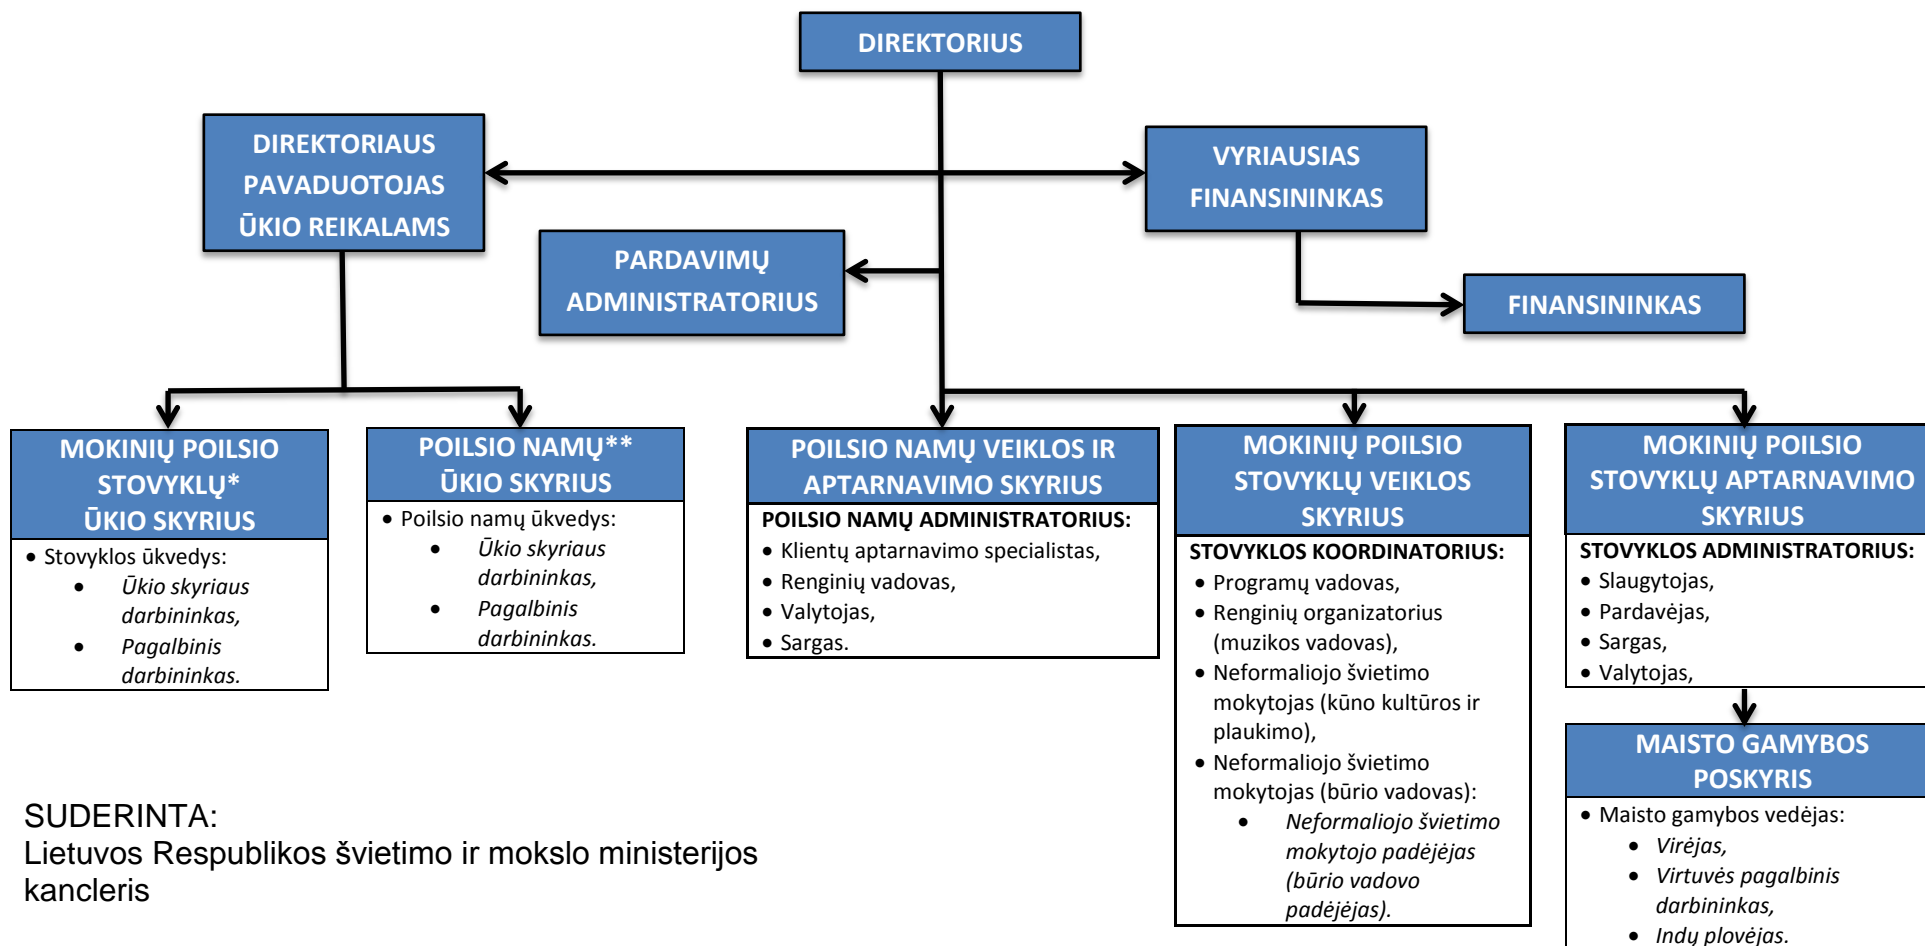 DIREKTORIUS
DIREKTORIAUS
PAVADUOTOJAS
ŪKIO REIKALAMS
VYRIAUSIAS
FINANSININKAS
PARDAVIMŲ
ADMINISTRATORIUS
FINANSININKAS
MOKINIŲ POILSIO
STOVYKLŲ*
ŪKIO SKYRIUS
• Stovyklos ūkvedys:
• Ūkio skyriaus
darbininkas,
• Pagalbinis
darbininkas.
POILSIO NAMŲ**
ŪKIO SKYRIUS
• Poilsio namų ūkvedys:
• Ūkio skyriaus
darbininkas,
• Pagalbinis
darbininkas.
POILSIO NAMŲ VEIKLOS IR
APTARNAVIMO SKYRIUS
POILSIO NAMŲ ADMINISTRATORIUS:
• Klientų aptarnavimo specialistas,
• Renginių vadovas,
• Valytojas,
• Sargas.
MOKINIŲ POILSIO
STOVYKLŲ VEIKLOS
SKYRIUS
STOVYKLOS KOORDINATORIUS:
• Programų vadovas,
• Renginių organizatorius
(muzikos vadovas),
• Neformaliojo švietimo
mokytojas (kūno kultūros ir
plaukimo),
• Neformaliojo švietimo
mokytojas (būrio vadovas):
• Neformaliojo švietimo
mokytojo padėjėjas
(būrio vadovo
padėjėjas).
MOKINIŲ POILSIO
STOVYKLŲ APTARNAVIMO
SKYRIUS
STOVYKLOS ADMINISTRATORIUS:
• Slaugytojas,
• Pardavėjas,
• Sargas,
• Valytojas,
MAISTO GAMYBOS
POSKYRIS
• Maisto gamybos vedėjas:
• Virėjas,
• Virtuvės pagalbinis
darbininkas,
• Indų plovėjas.
SUDERINTA:
Lietuvos Respublikos švietimo ir mokslo ministerijos
kancleris